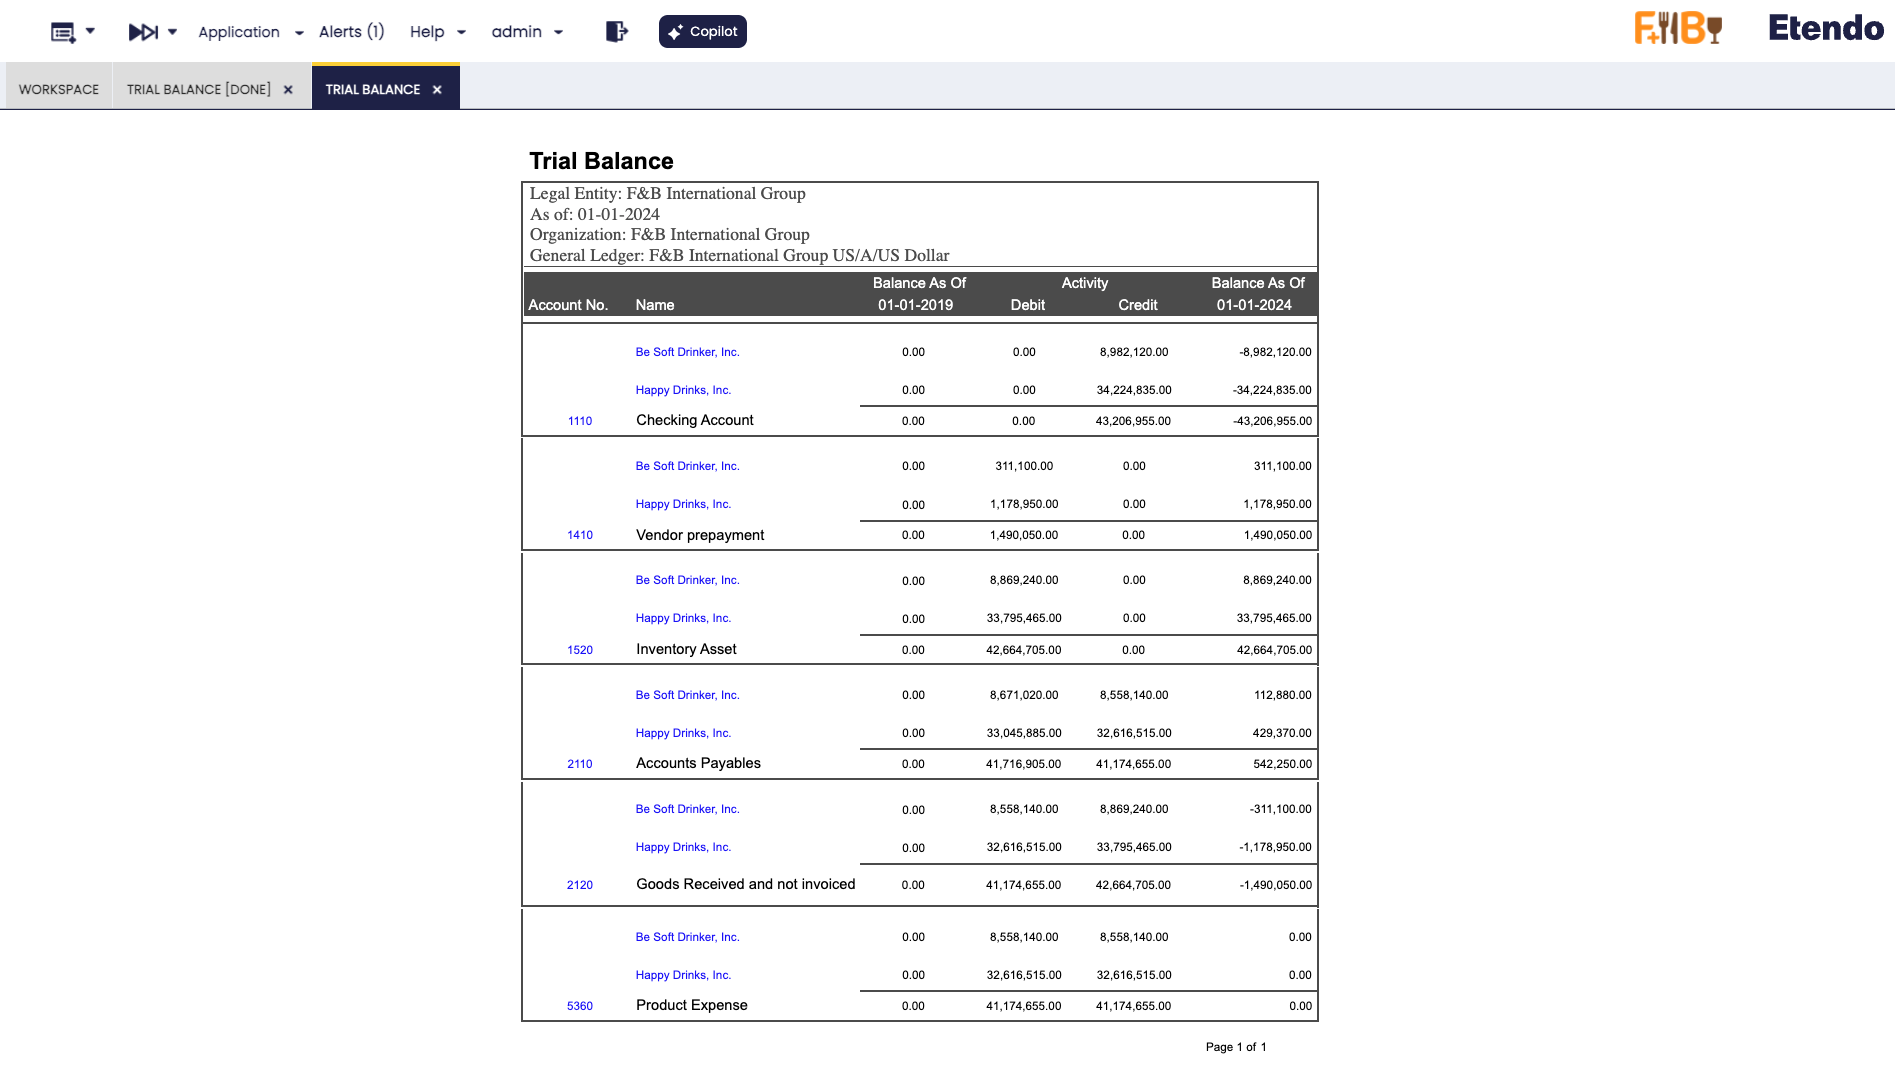 Application Alerts (1) Help admin Copilot F+B Etendo
WORKSPACE TRIAL BALANCE [DONE] × TRIAL BALANCE ×
Trial Balance
Legal Entity: F&B International Group
As of: 01-01-2024
Organization: F&B International Group
General Ledger: F&B International Group US/A/US Dollar
Balance As Of Activity Balance As Of
Account No. Name 01-01-2019 Debit Credit 01-01-2024
Be Soft Drinker, Inc. 0.00 0.00 8,982,120.00 -8,982,120.00
Happy Drinks, Inc. 0.00 0.00 34,224,835.00 -34,224,835.00
1110 Checking Account 0.00 0.00 43,206,955.00 -43,206,955.00
Be Soft Drinker, Inc. 0.00 311,100.00 0.00 311,100.00
Happy Drinks, Inc. 0.00 1,178,950.00 0.00 1,178,950.00
1410 Vendor prepayment 0.00 1,490,050.00 0.00 1,490,050.00
Be Soft Drinker, Inc. 0.00 8,869,240.00 0.00 8,869,240.00
Happy Drinks, Inc. 0.00 33,795,465.00 0.00 33,795,465.00
1520 Inventory Asset 0.00 42,664,705.00 0.00 42,664,705.00
Be Soft Drinker, Inc. 0.00 8,671,020.00 8,558,140.00 112,880.00
Happy Drinks, Inc. 0.00 33,045,885.00 32,616,515.00 429,370.00
2110 Accounts Payables 0.00 41,716,905.00 41,174,655.00 542,250.00
Be Soft Drinker, Inc. 0.00 8,558,140.00 8,869,240.00 -311,100.00
Happy Drinks, Inc. 0.00 32,616,515.00 33,795,465.00 -1,178,950.00
2120 Goods Received and not invoiced 0.00 41,174,655.00 42,664,705.00 -1,490,050.00
Be Soft Drinker, Inc. 0.00 8,558,140.00 8,558,140.00 0.00
Happy Drinks, Inc. 0.00 32,616,515.00 32,616,515.00 0.00
5360 Product Expense 0.00 41,174,655.00 41,174,655.00 0.00
Page 1 of 1